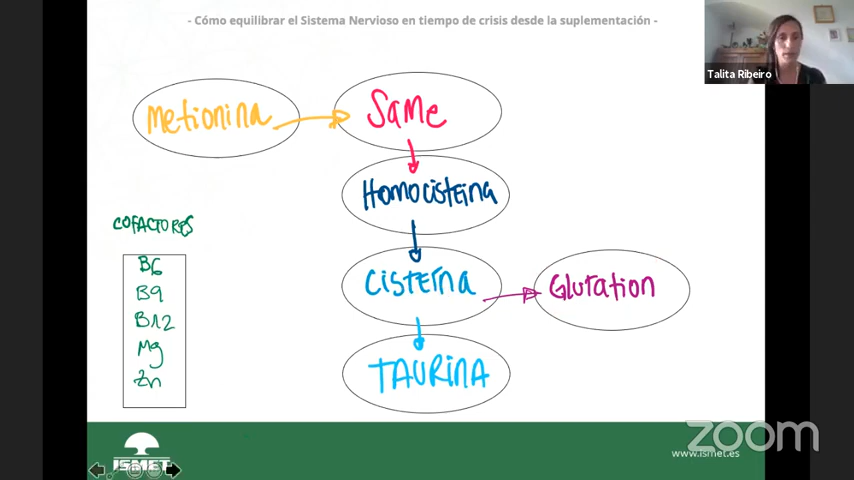 - Cómo equilibrar el Sistema Nervioso en tiempo de crisis desde la suplementación -
Talita Ribeiro
Metionina
Same
Homocisteina
COFACTORES
B6
B9
B12
Mg
Zn
Cisteína
Glutation
TAURINA
ISMET
zoom
www.ismet.es